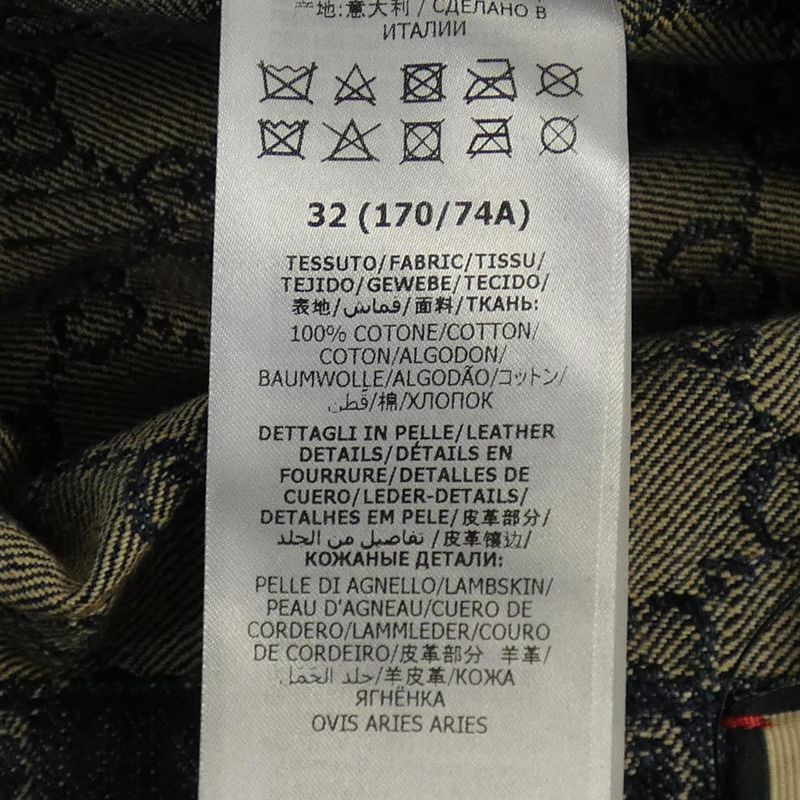 产地:意大利 / СДЕЛАНО В
ИТАЛИИ
32 (170/74A)
TESSUTO/FABRIC/TISSU/
TEJIDO/GEWEBE/TECIDO/
表地/قماش/面料/ТКАНЬ:
100% COTONE/COTTON/
COTON/ALGODON/
BAUMWOLLE/ALGODÃO/コットン/
قطن/棉/ХЛОПОК
DETTAGLI IN PELLE/LEATHER
DETAILS/DÉTAILS EN
FOURRURE/DETALLES DE
CUERO/LEDER-DETAILS/
DETALHES EM PELE/皮革部分/
تفاصيل من الجلد/皮革镶边/
КОЖАНЫЕ ДЕТАЛИ:
PELLE DI AGNELLO/LAMBSKIN/
PEAU D'AGNEAU/CUERO DE
CORDERO/LAMMLEDER/COURO
DE CORDEIRO/皮革部分 羊革/
جلد الحَمَل/羊皮革/КОЖА
ЯГНЁНКА
OVIS ARIES ARIES